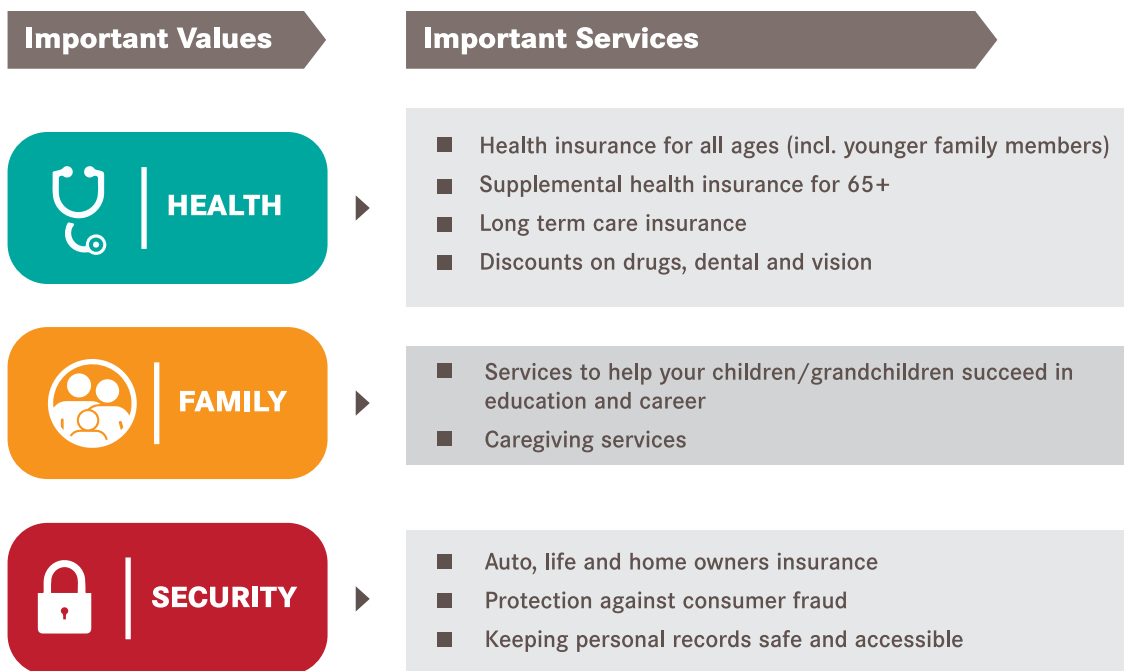 Important Values
Important Services
HEALTH
■ Health insurance for all ages (incl. younger family members)
■ Supplemental health insurance for 65+
■ Long term care insurance
■ Discounts on drugs, dental and vision
FAMILY
■ Services to help your children/grandchildren succeed in
education and career
■ Caregiving services
SECURITY
■ Auto, life and home owners insurance
■ Protection against consumer fraud
■ Keeping personal records safe and accessible